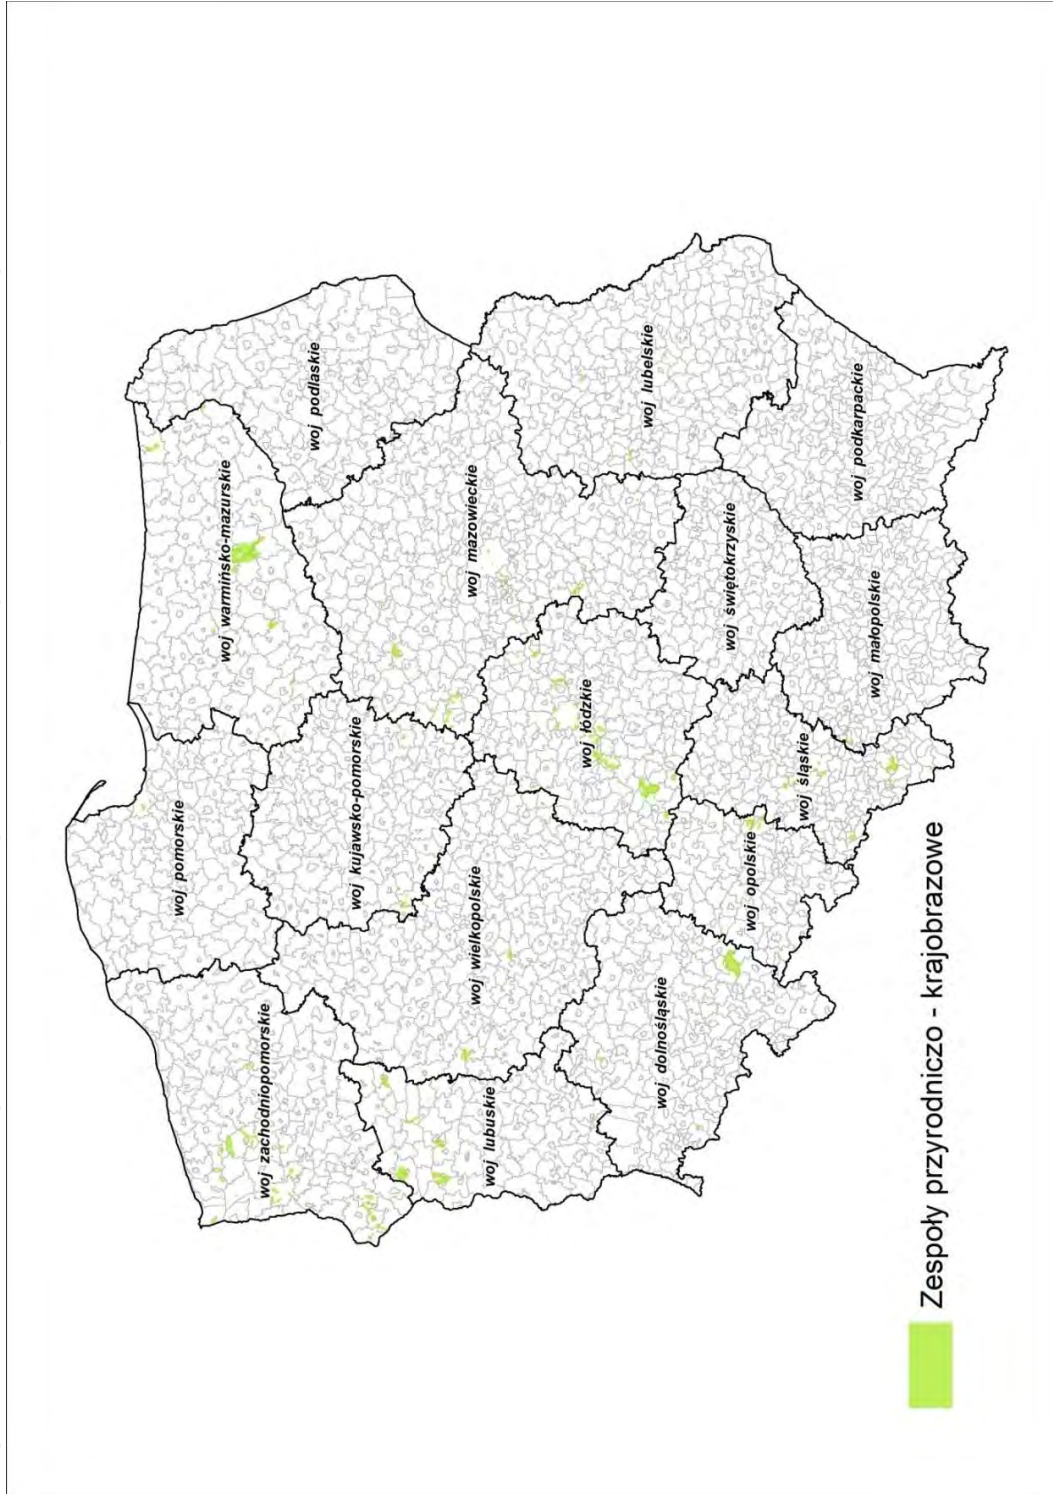 woj pomorskie
woj warmińsko-mazurskie
woj podlaskie
woj zachodniopomorskie
woj kujawsko-pomorskie
woj mazowieckie
woj lubuskie
woj wielkopolskie
woj łódzkie
woj lubelskie
woj dolnośląskie
woj opolskie
woj śląskie
woj świętokrzyskie
woj małopolskie
woj podkarpackie
Zespoły przyrodniczo - krajobrazowe